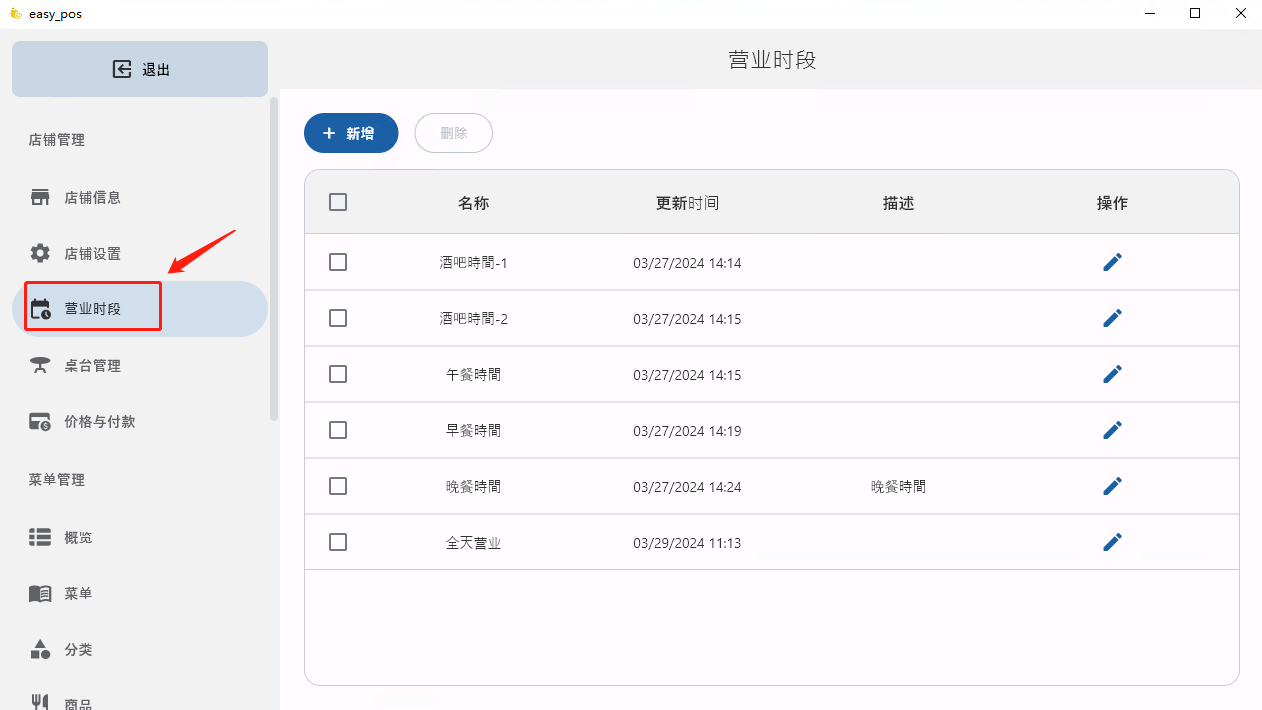 easy_pos
退出
店铺管理
店铺信息
店铺设置
营业时段
桌台管理
价格与付款
菜单管理
概览
菜单
分类
商品
营业时段
+ 新增
删除
名称 更新时间 描述 操作
酒吧時間-1 03/27/2024 14:14
酒吧時間-2 03/27/2024 14:15
午餐時間 03/27/2024 14:15
早餐時間 03/27/2024 14:19
晚餐時間 03/27/2024 14:24 晚餐時間
全天营业 03/29/2024 11:13